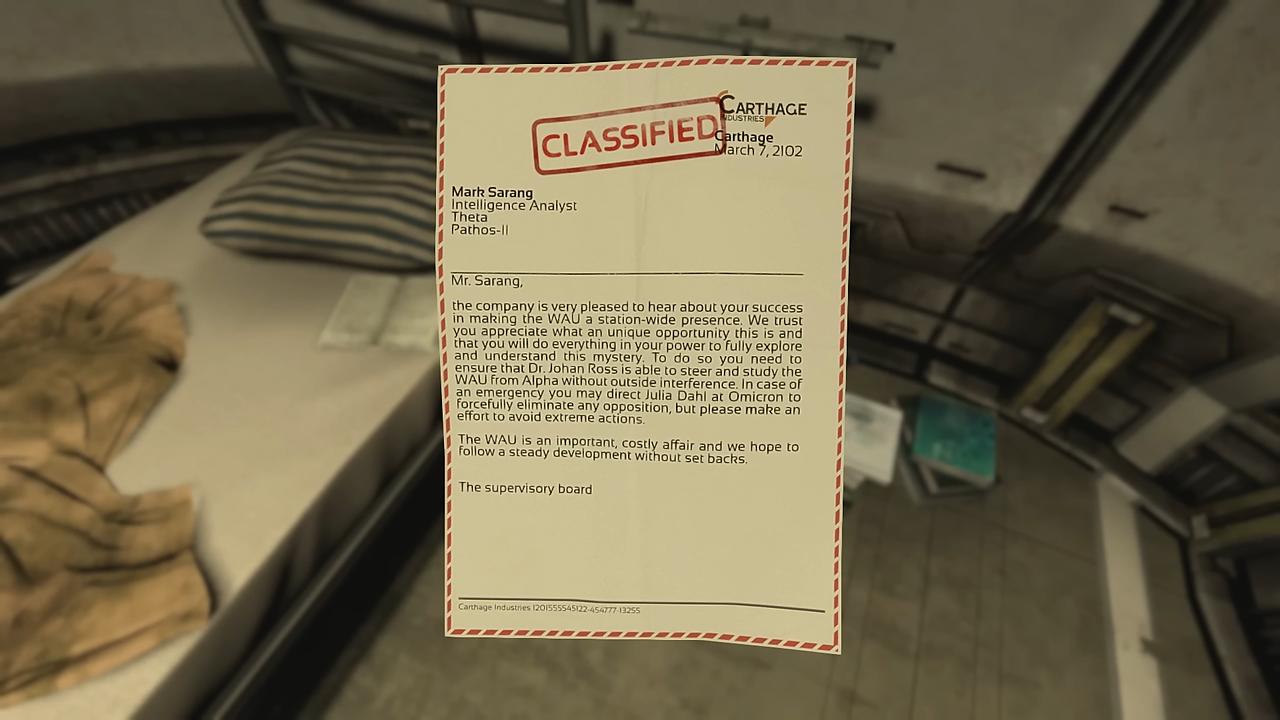 CLASSIFIED
CARTHAGE
INDUSTRIES
Carthage
March 7, 2102
Mark Sarang
Intelligence Analyst
Theta
Pathos-II
Mr. Sarang,
the company is very pleased to hear about your success
in making the WAU a station-wide presence. We trust
you appreciate what an unique opportunity this is and
that you will do everything in your power to fully explore
and understand this mystery. To do so you need to
ensure that Dr. Johan Ross is able to steer and study the
WAU from Alpha without outside interference. In case of
an emergency you may direct Julia Dahl at Omicron to
forcefully eliminate any opposition, but please make an
effort to avoid extreme actions.
The WAU is an important, costly affair and we hope to
follow a steady development without set backs.
The supervisory board
Carthage Industries 1201555545122-454777-13255